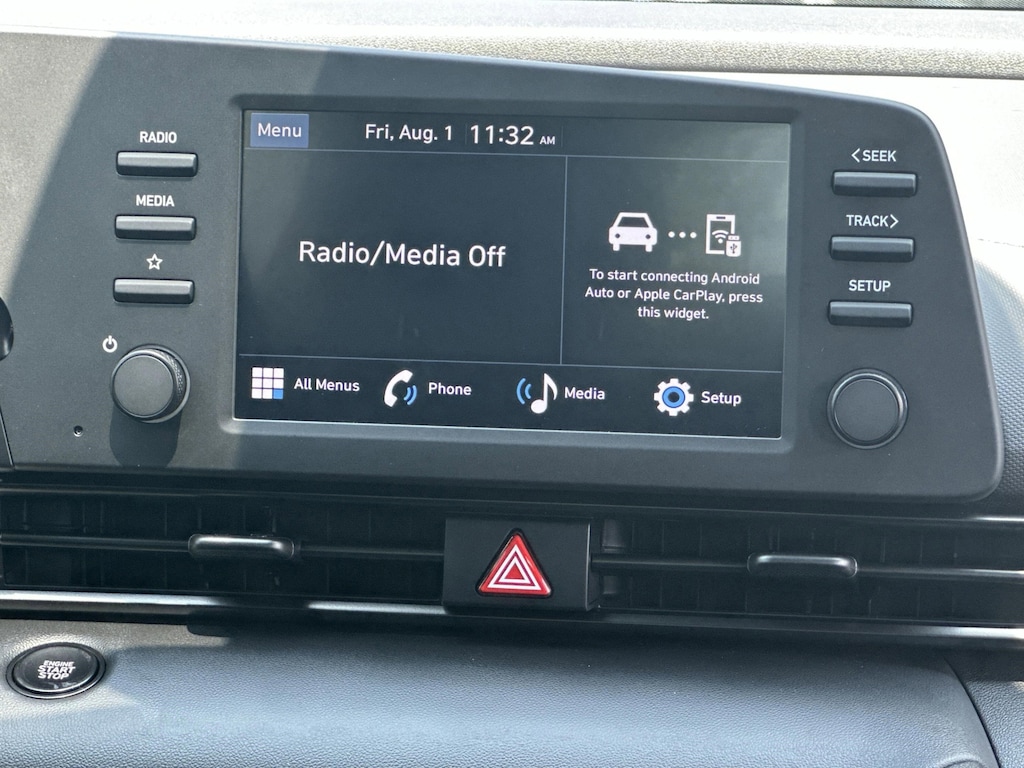 RADIO
MEDIA
Menu
Fri, Aug. 1 11:32 AM
Radio/Media Off
To start connecting Android
Auto or Apple CarPlay, press
this widget.
All Menus
Phone
Media
Setup
<SEEK
TRACK>
SETUP
ENGINE
START
STOP